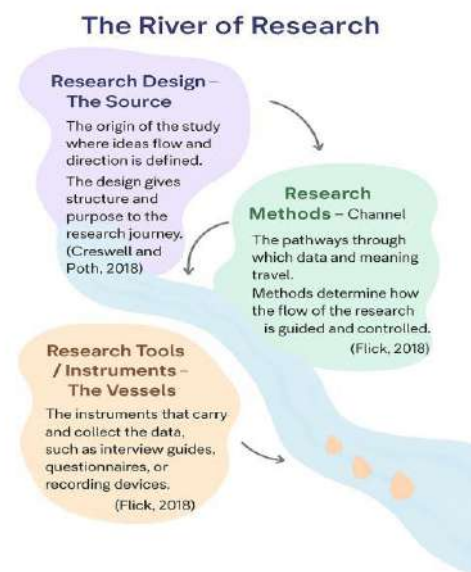 The River of Research
Research Design –
The Source
The origin of the study
where ideas flow and
direction is defined.
The design gives
structure and
purpose to the
research journey.
(Creswell and
Poth, 2018)
Research
Methods – Channel
The pathways through
which data and meaning
travel.
Methods determine how
the flow of the research
is guided and controlled.
(Flick, 2018)
Research Tools
/ Instruments –
The Vessels
The instruments that carry
and collect the data,
such as interview guides,
questionnaires, or
recording devices.
(Flick, 2018)